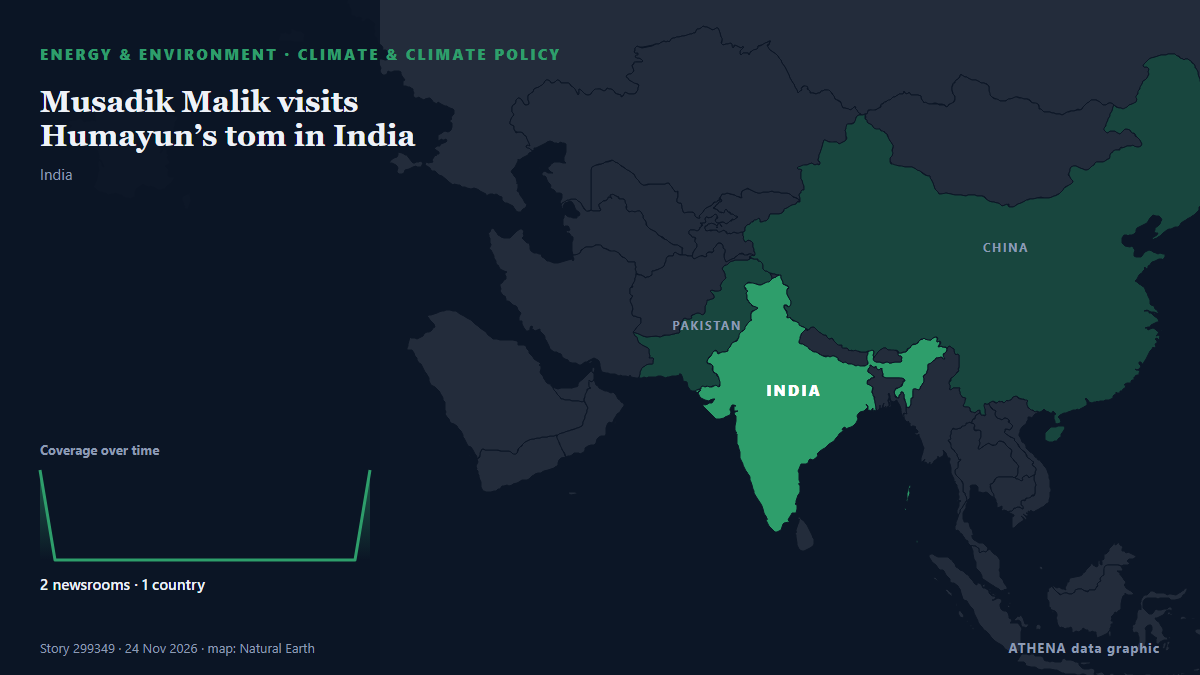 ENERGY & ENVIRONMENT · CLIMATE & CLIMATE POLICY
Musadik Malik visits
Humayun’s tom in India
India
CHINA
PAKISTAN
INDIA
Coverage over time
2 newsrooms · 1 country
Story 299349 · 24 Nov 2026 · map: Natural Earth
ATHENA data graphic